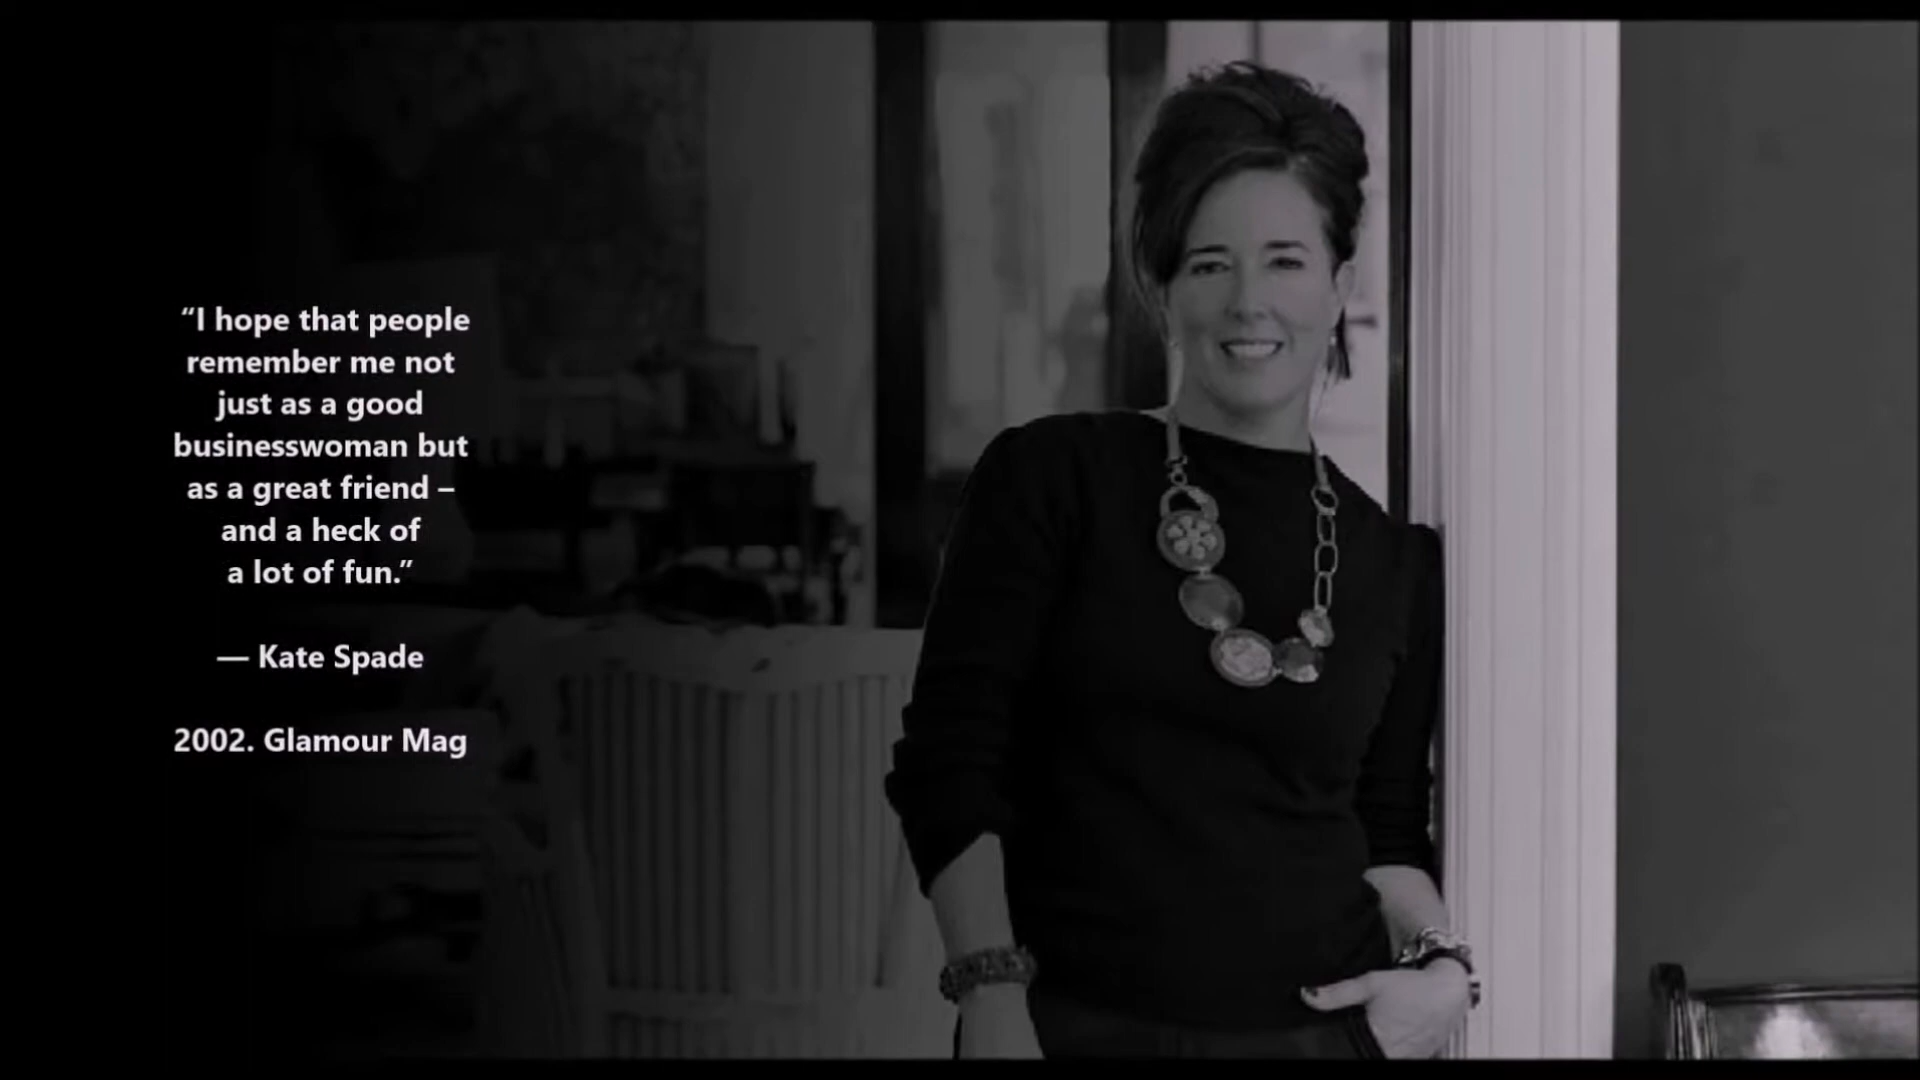 “I hope that people
remember me not
just as a good
businesswoman but
as a great friend –
and a heck of
a lot of fun.”
— Kate Spade
2002. Glamour Mag